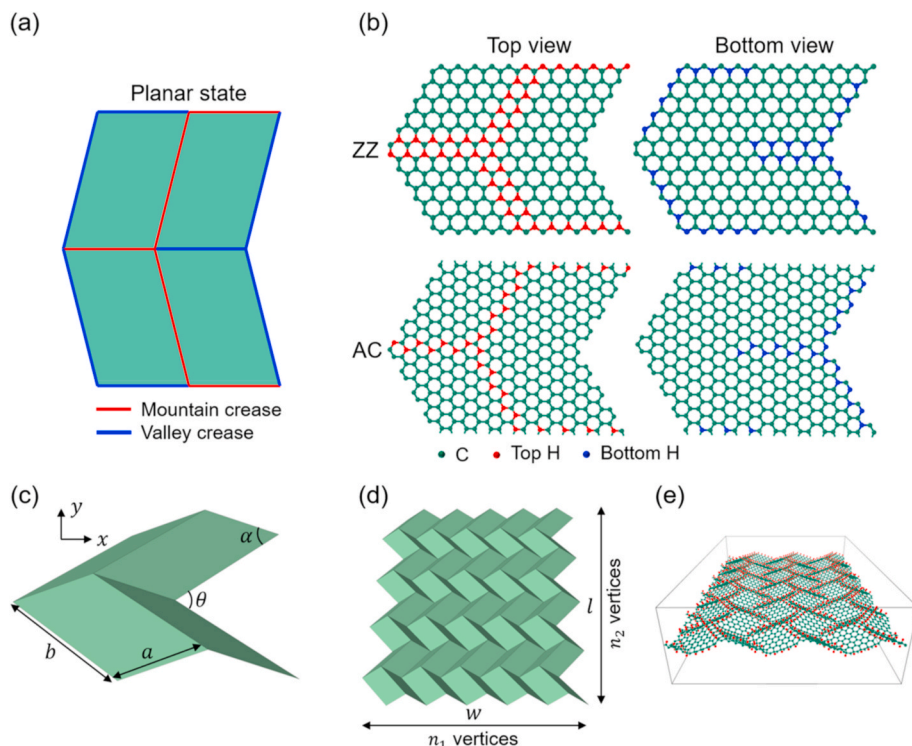 (a)
Planar state
Mountain crease
Valley crease
(b)
Top view
Bottom view
ZZ
AC
C
Top H
Bottom H
(c)
y
x
α
θ
b
a
(d)
l
n₂ vertices
w
n₁ vertices
(e)